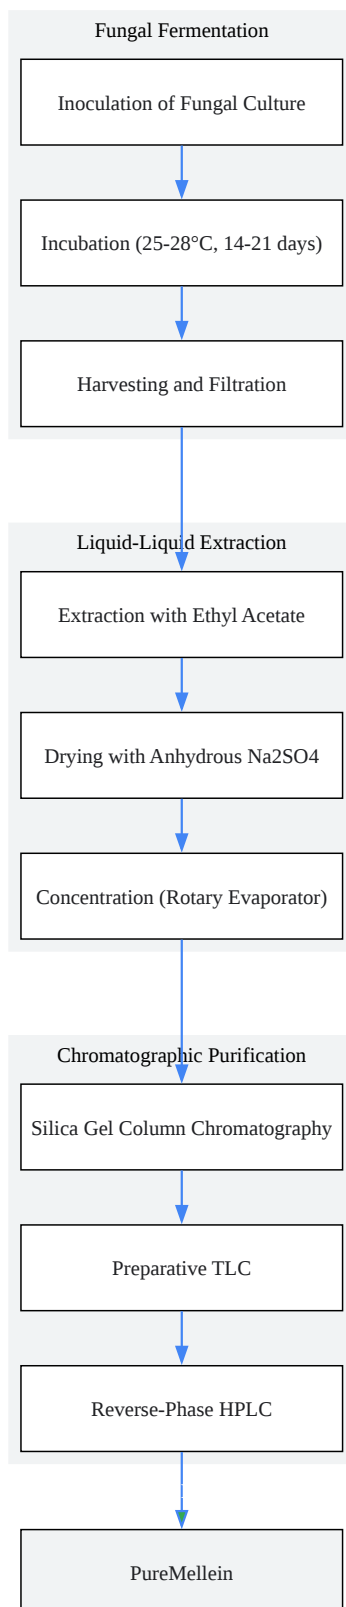 Fungal Fermentation
Inoculation of Fungal Culture
Incubation (25-28°C, 14-21 days)
Harvesting and Filtration
Liquid-Liquid Extraction
Extraction with Ethyl Acetate
Drying with Anhydrous Na2SO4
Concentration (Rotary Evaporator)
Chromatographic Purification
Silica Gel Column Chromatography
Preparative TLC
Reverse-Phase HPLC
PureMellein